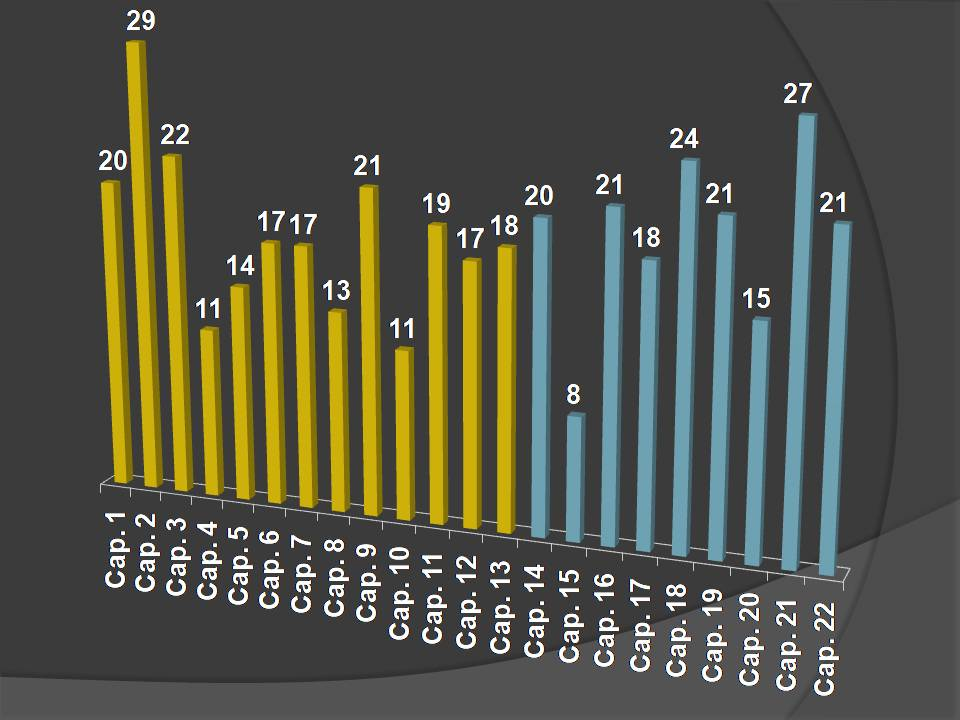 20
29
22
11
14
17
17
13
21
11
19
17
18
20
8
21
18
24
21
15
27
21
Cap. 1
Cap. 2
Cap. 3
Cap. 4
Cap. 5
Cap. 6
Cap. 7
Cap. 8
Cap. 9
Cap. 10
Cap. 11
Cap. 12
Cap. 13
Cap. 14
Cap. 15
Cap. 16
Cap. 17
Cap. 18
Cap. 19
Cap. 20
Cap. 21
Cap. 22